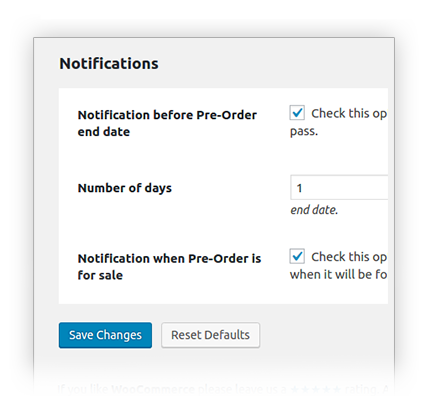 Notifications
Notification before Pre-Order
end date
Check this op
pass.
Number of days
1
end date.
Notification when Pre-Order is
for sale
Check this op
when it will be fo
Save Changes
Reset Defaults